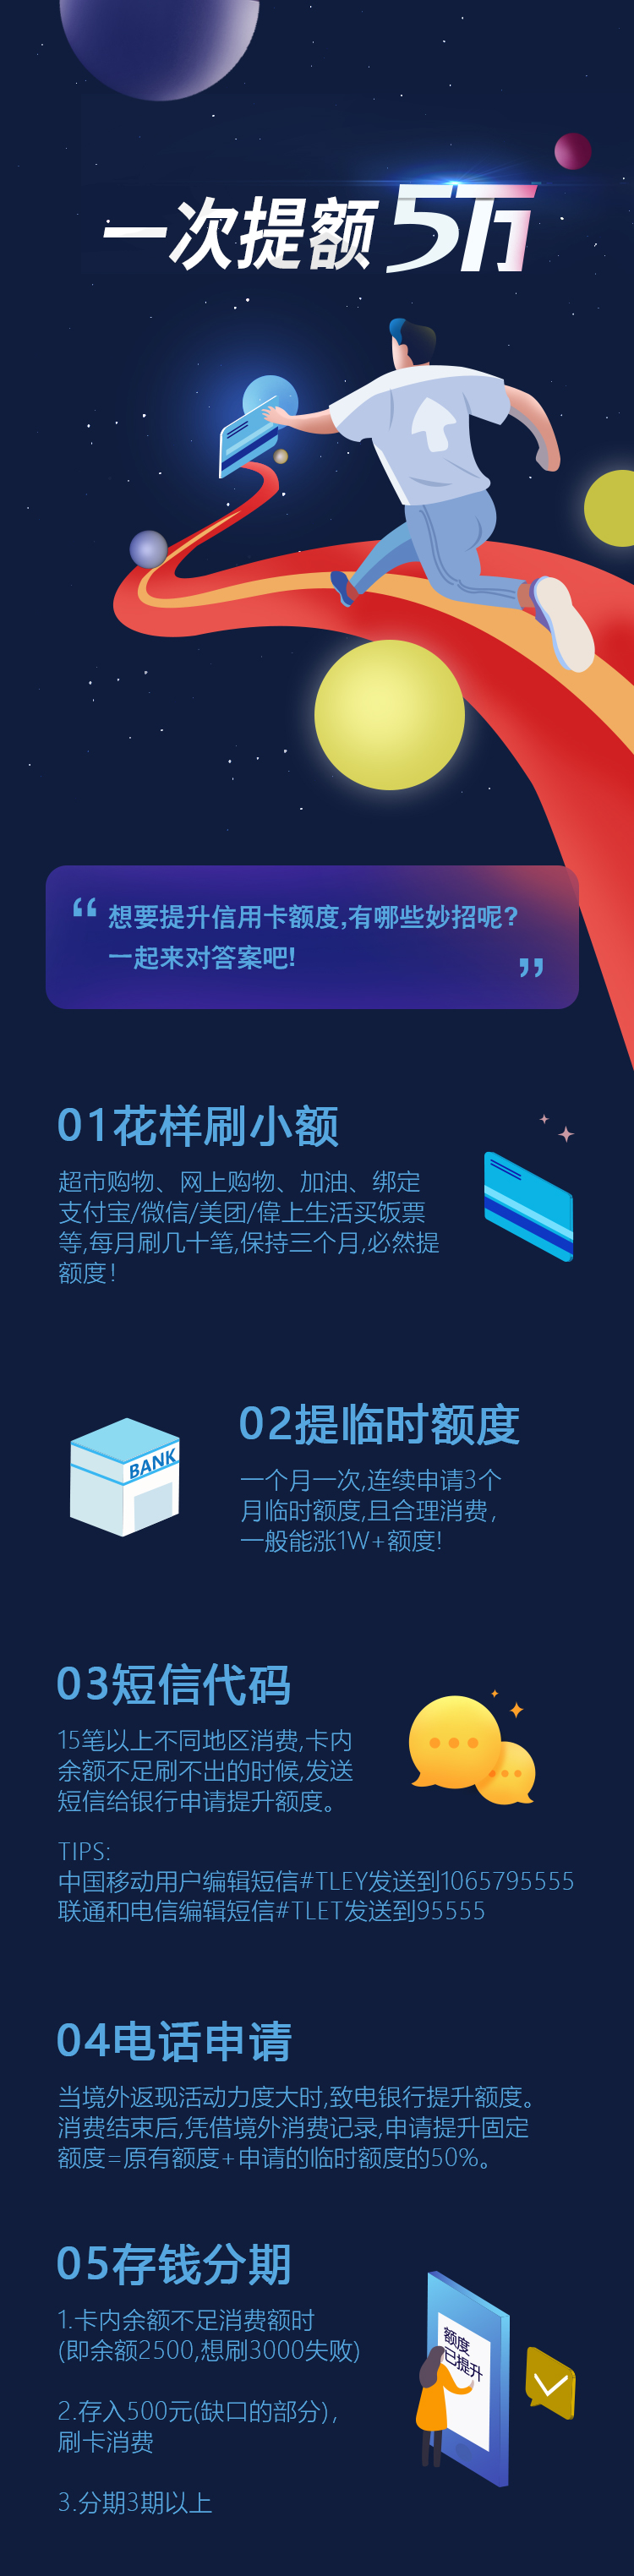 一次提额5万
“ 想要提升信用卡额度,有哪些妙招呢?
一起来对答案吧! ”
01花样刷小额
超市购物、网上购物、加油、绑定
支付宝/微信/美团/偉上生活买饭票
等,每月刷几十笔,保持三个月,必然提
额度!
BANK
02提临时额度
一个月一次,连续申请3个
月临时额度,且合理消费,
一般能涨1W+额度!
03短信代码
15笔以上不同地区消费,卡内
余额不足刷不出的时候,发送
短信给银行申请提升额度。
TIPS:
中国移动用户编辑短信#TLEY发送到1065795555
联通和电信编辑短信#TLET发送到95555
04电话申请
当境外返现活动力度大时,致电银行提升额度。
消费结束后,凭借境外消费记录,申请提升固定
额度=原有额度+申请的临时额度的50%。
05存钱分期
1.卡内余额不足消费额时
(即余额2500,想刷3000失败)
2.存入500元(缺口的部分),
刷卡消费
3.分期3期以上
额度
已提升